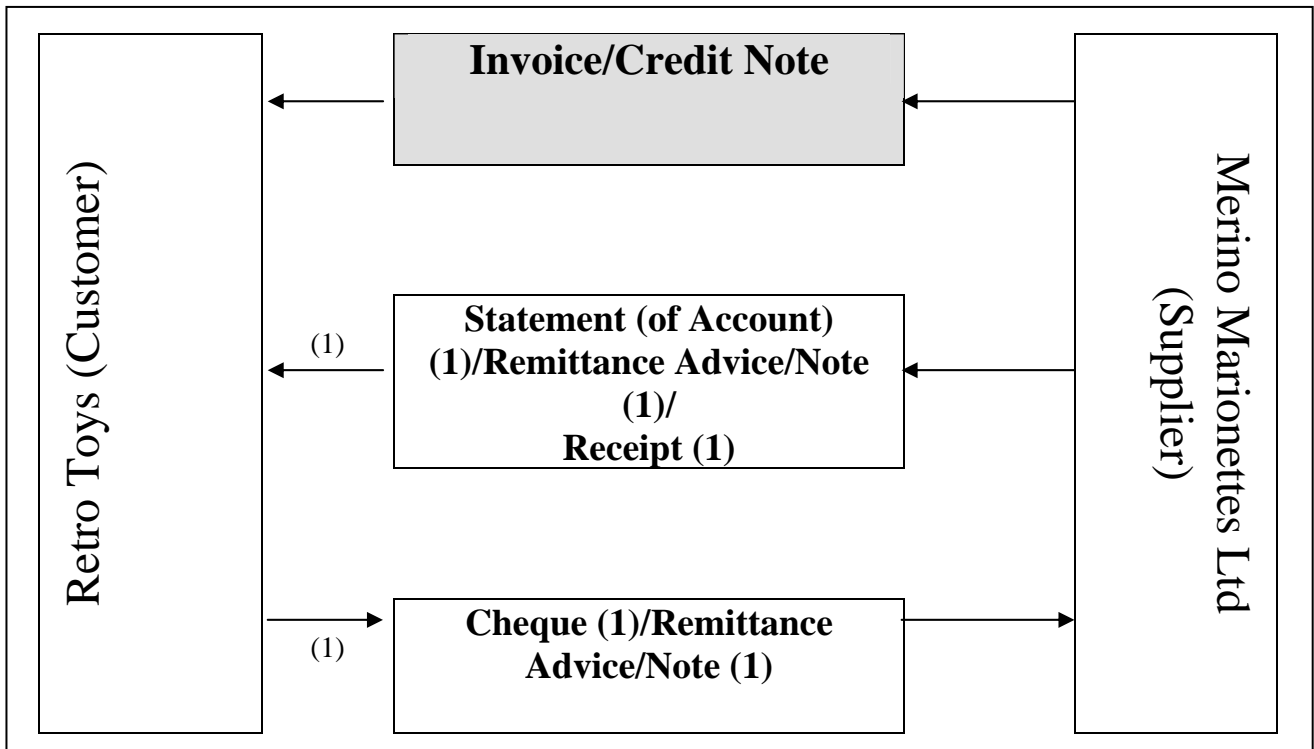 Invoice/Credit Note
Retro Toys (Customer)
Merino Marionettes Ltd
(Supplier)
(1)
Statement (of Account)
(1)/Remittance Advice/Note
(1)/
Receipt (1)
(1)
Cheque (1)/Remittance
Advice/Note (1)